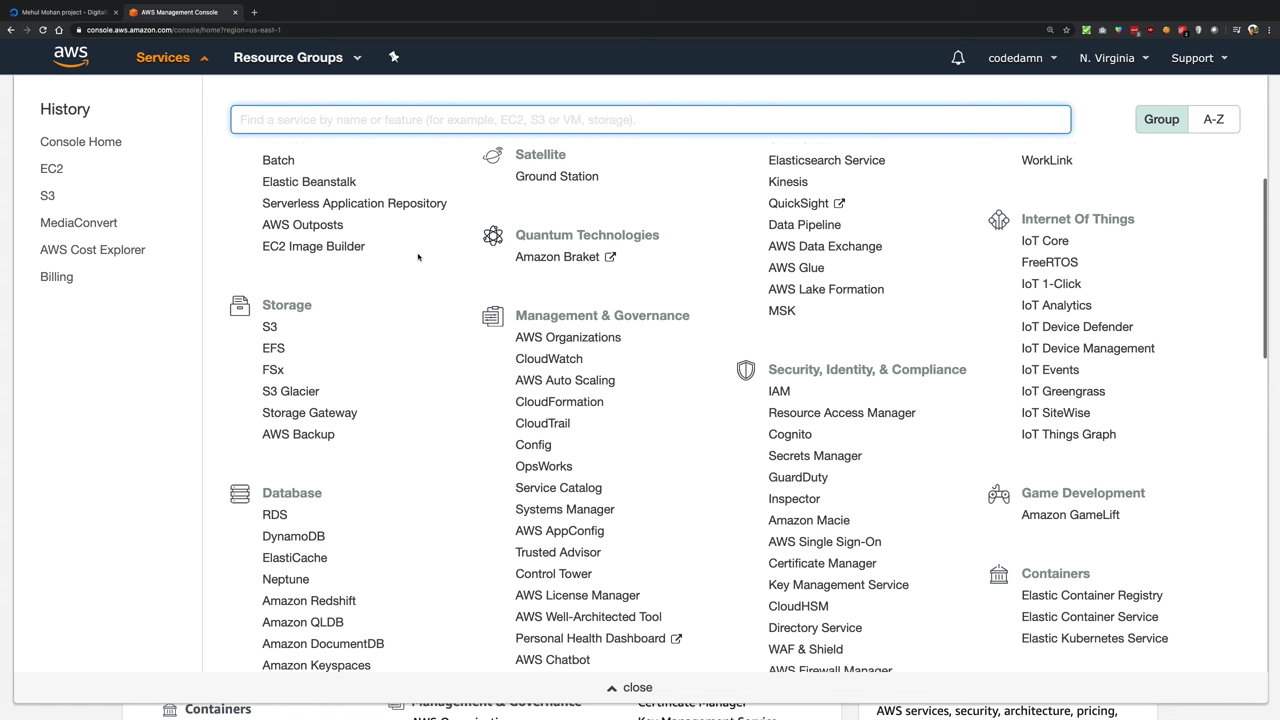 Mehul Mohan project - Digital
AWS Management Console
console.aws.amazon.com/console/home?region=us-east-1
aws
Services
Resource Groups
codedamn
N. Virginia
Support
History
Console Home
EC2
S3
MediaConvert
AWS Cost Explorer
Billing
Find a service by name or feature (for example, EC2, S3 or VM, storage).
Group
A-Z
Batch
Elastic Beanstalk
Serverless Application Repository
AWS Outposts
EC2 Image Builder
Storage
S3
EFS
FSx
S3 Glacier
Storage Gateway
AWS Backup
Database
RDS
DynamoDB
ElastiCache
Neptune
Amazon Redshift
Amazon QLDB
Amazon DocumentDB
Amazon Keyspaces
Satellite
Ground Station
Quantum Technologies
Amazon Braket
Management & Governance
AWS Organizations
CloudWatch
AWS Auto Scaling
CloudFormation
CloudTrail
Config
OpsWorks
Service Catalog
Systems Manager
AWS AppConfig
Trusted Advisor
Control Tower
AWS License Manager
AWS Well-Architected Tool
Personal Health Dashboard
AWS Chatbot
Elasticsearch Service
Kinesis
QuickSight
Data Pipeline
AWS Data Exchange
AWS Glue
AWS Lake Formation
MSK
Security, Identity, & Compliance
IAM
Resource Access Manager
Cognito
Secrets Manager
GuardDuty
Inspector
Amazon Macie
AWS Single Sign-On
Certificate Manager
Key Management Service
CloudHSM
Directory Service
WAF & Shield
AWS Firewall Manager
WorkLink
Internet Of Things
IoT Core
FreeRTOS
IoT 1-Click
IoT Analytics
IoT Device Defender
IoT Device Management
IoT Events
IoT Greengrass
IoT SiteWise
IoT Things Graph
Game Development
Amazon GameLift
Containers
Elastic Container Registry
Elastic Container Service
Elastic Kubernetes Service
close
Containers
Management & Governance
Certificate Manager
AWS services, security, architecture, pricing,